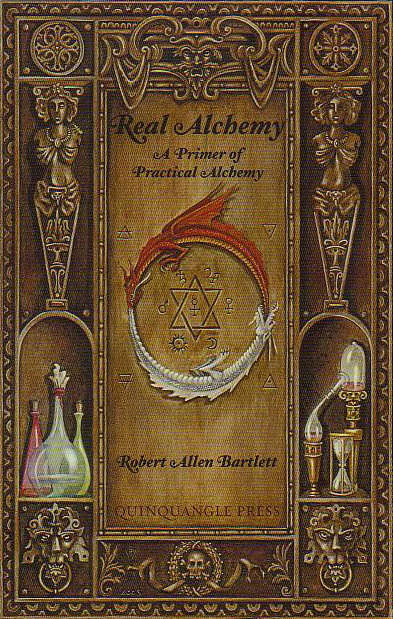 Real Alchemy
A Primer of
Practical Alchemy
Robert Allen Bartlett
QUINQUANGLE PRESS